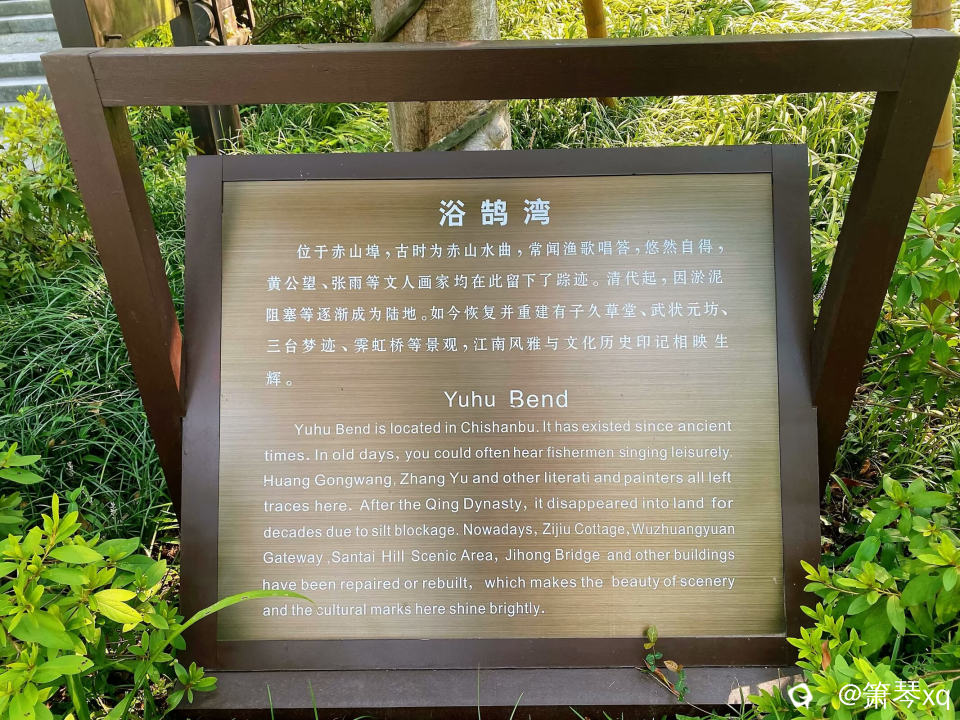 浴鹄湾
位于赤山埠，古时为赤山水曲，常闻渔歌唱答，悠然自得，
黄公望、张雨等文人画家均在此留下了踪迹。清代起，因淤泥
阻塞等逐渐成为陆地。如今恢复并重建有子久草堂、武状元坊、
三台梦迹、霁虹桥等景观，江南风雅与文化历史印记相映生
辉。
Yuhu Bend
Yuhu Bend is located in Chishanbu. It has existed since ancient
times. In old days, you could often hear fishermen singing leisurely.
Huang Gongwang, Zhang Yu and other literati and painters all left
traces here. After the Qing Dynasty, it disappeared into land for
decades due to silt blockage. Nowadays, Zijiu Cottage, Wuzhuangyuan
Gateway ,Santai Hill Scenic Area, Jihong Bridge and other buildings
have been repaired or rebuilt, which makes the beauty of scenery
and the cultural marks here shine brightly.
@箫琴xq